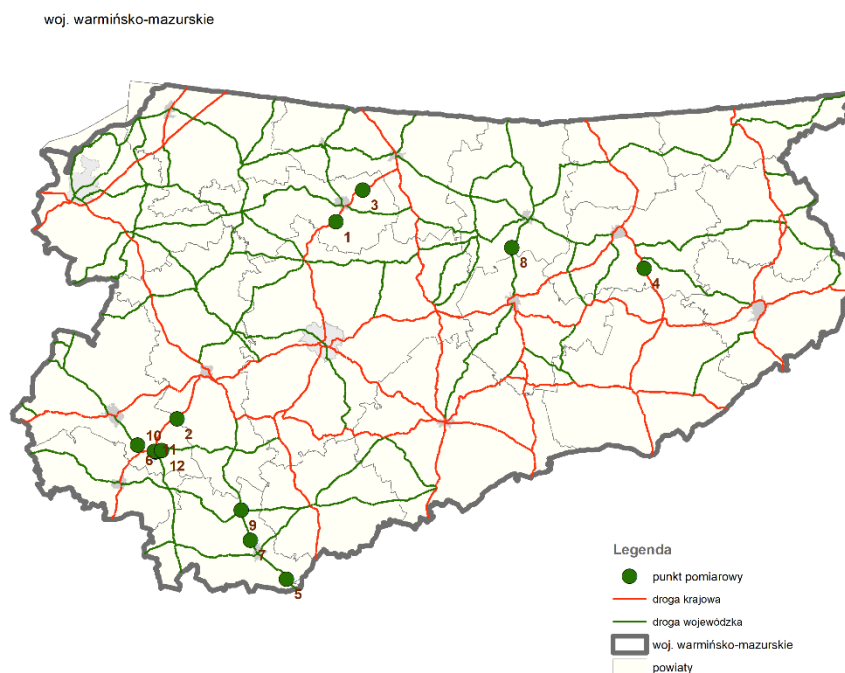 woj. warmińsko-mazurskie
3
1
8
4
2
10
11
6
12
9
7
5
Legenda
punkt pomiarowy
droga krajowa
droga wojewódzka
woj. warmińsko-mazurskie
powiaty